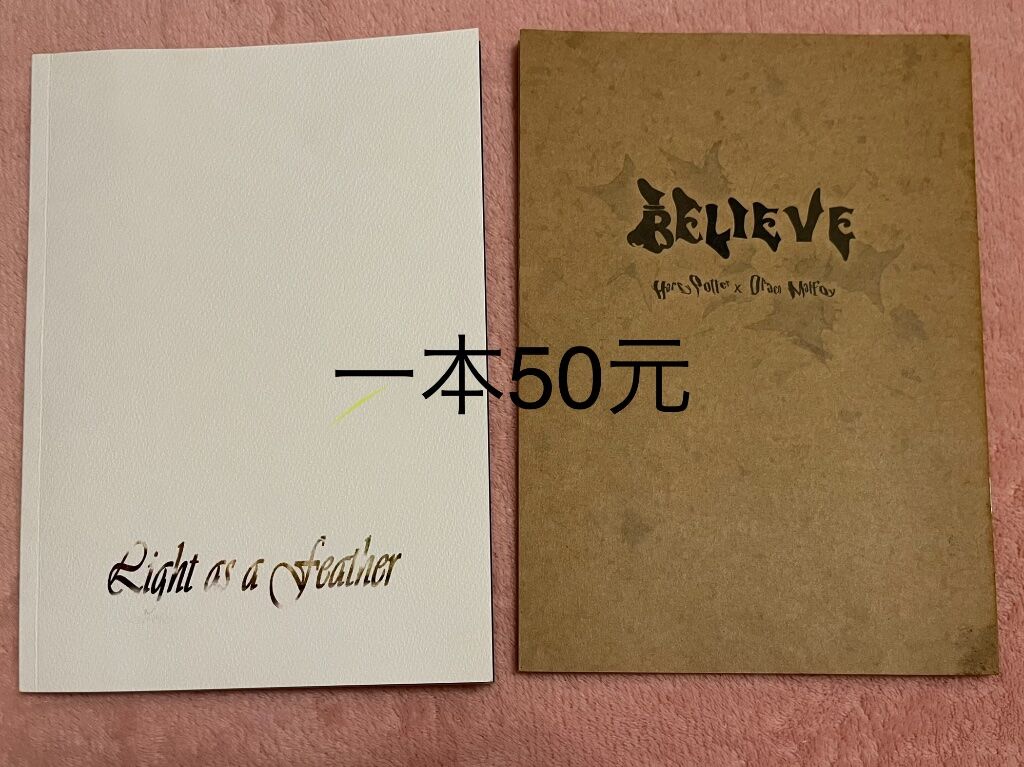 BELIEVE
Harry Potter x Draco Malfoy
一本50元
Light as a Feather